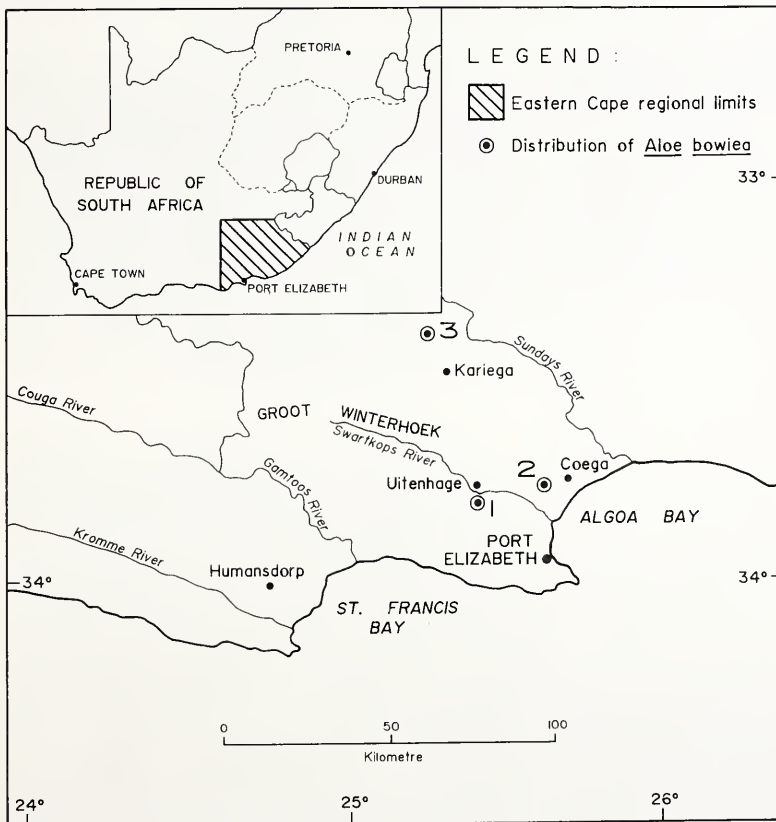 PRETORIA
REPUBLIC OF
SOUTH AFRICA
DURBAN
INDIAN
OCEAN
CAPE TOWN
PORT ELIZABETH
LEGEND :
Eastern Cape regional limits
Distribution of Aloe bowiea
33°
3
Kariega
Sundays River
Couga River
GROOT
WINTERHOEK
Swartkops River
Gamtoos River
Uitenhage
2
Coega
1
ALGOA BAY
Kromme River
PORT
ELIZABETH
34°
Humansdorp
34°
ST. FRANCIS
BAY
0 50 100
Kilometre
24° 25° 26°